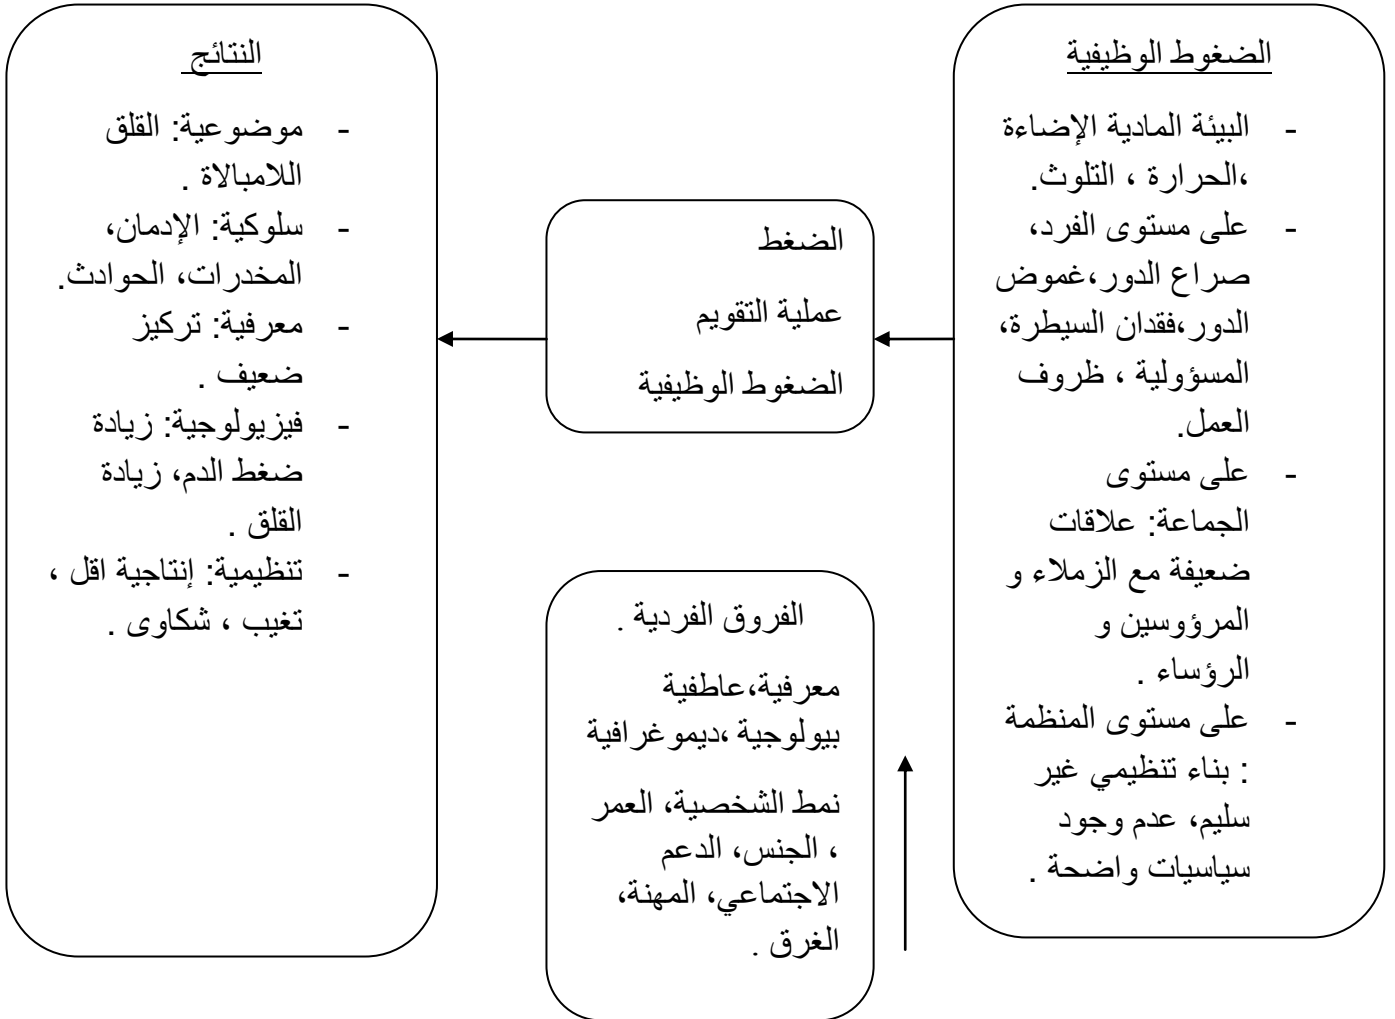 الضغوط الوظيفية
- البيئة المادية الإضاءة
،الحرارة ، التلوث.
- على مستوى الفرد،
صراع الدور،غموض
الدور،فقدان السيطرة،
المسؤولية ، ظروف
العمل.
- على مستوى
الجماعة: علاقات
ضعيفة مع الزملاء و
المرؤوسين و
الرؤساء .
- على مستوى المنظمة
: بناء تنظيمي غير
سليم، عدم وجود
سياسيات واضحة .
الضغط
عملية التقويم
الضغوط الوظيفية
الفروق الفردية .
معرفية،عاطفية
بيولوجية ،ديموغرافية
نمط الشخصية، العمر
، الجنس، الدعم
الاجتماعي، المهنة،
الغرق .
النتائج
- موضوعية: القلق
اللامبالاة .
- سلوكية: الإدمان،
المخدرات، الحوادث.
- معرفية: تركيز
ضعيف .
- فيزيولوجية: زيادة
ضغط الدم، زيادة
القلق .
- تنظيمية: إنتاجية اقل ،
تغيب ، شكاوى .